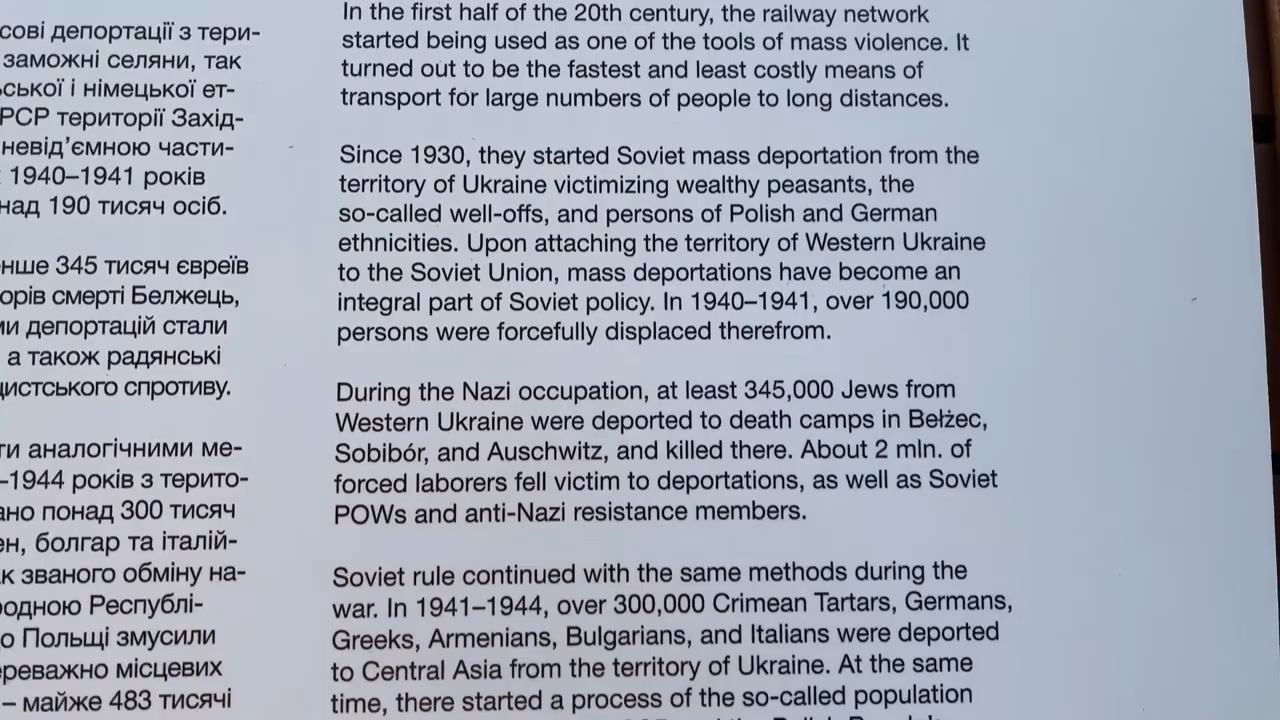 сові депортації з тери-
заможні селяни, так
ської і німецької ет-
РСР території Захід-
невід’ємною части-
1940–1941 років
над 190 тисяч осіб.
нше 345 тисяч євреїв
орів смерті Белжець,
ми депортацій стали
а також радянські
цистського спротиву.
ти аналогічними ме-
–1944 років з терито-
ано понад 300 тисяч
ен, болгар та італій-
ак званого обміну на-
родною Республі-
о Польщі змусили
ереважно місцевих
– майже 483 тисячі
In the first half of the 20th century, the railway network
started being used as one of the tools of mass violence. It
turned out to be the fastest and least costly means of
transport for large numbers of people to long distances.
Since 1930, they started Soviet mass deportation from the
territory of Ukraine victimizing wealthy peasants, the
so-called well-offs, and persons of Polish and German
ethnicities. Upon attaching the territory of Western Ukraine
to the Soviet Union, mass deportations have become an
integral part of Soviet policy. In 1940–1941, over 190,000
persons were forcefully displaced therefrom.
During the Nazi occupation, at least 345,000 Jews from
Western Ukraine were deported to death camps in Bełżec,
Sobibór, and Auschwitz, and killed there. About 2 mln. of
forced laborers fell victim to deportations, as well as Soviet
POWs and anti-Nazi resistance members.
Soviet rule continued with the same methods during the
war. In 1941–1944, over 300,000 Crimean Tartars, Germans,
Greeks, Armenians, Bulgarians, and Italians were deported
to Central Asia from the territory of Ukraine. At the same
time, there started a process of the so-called population